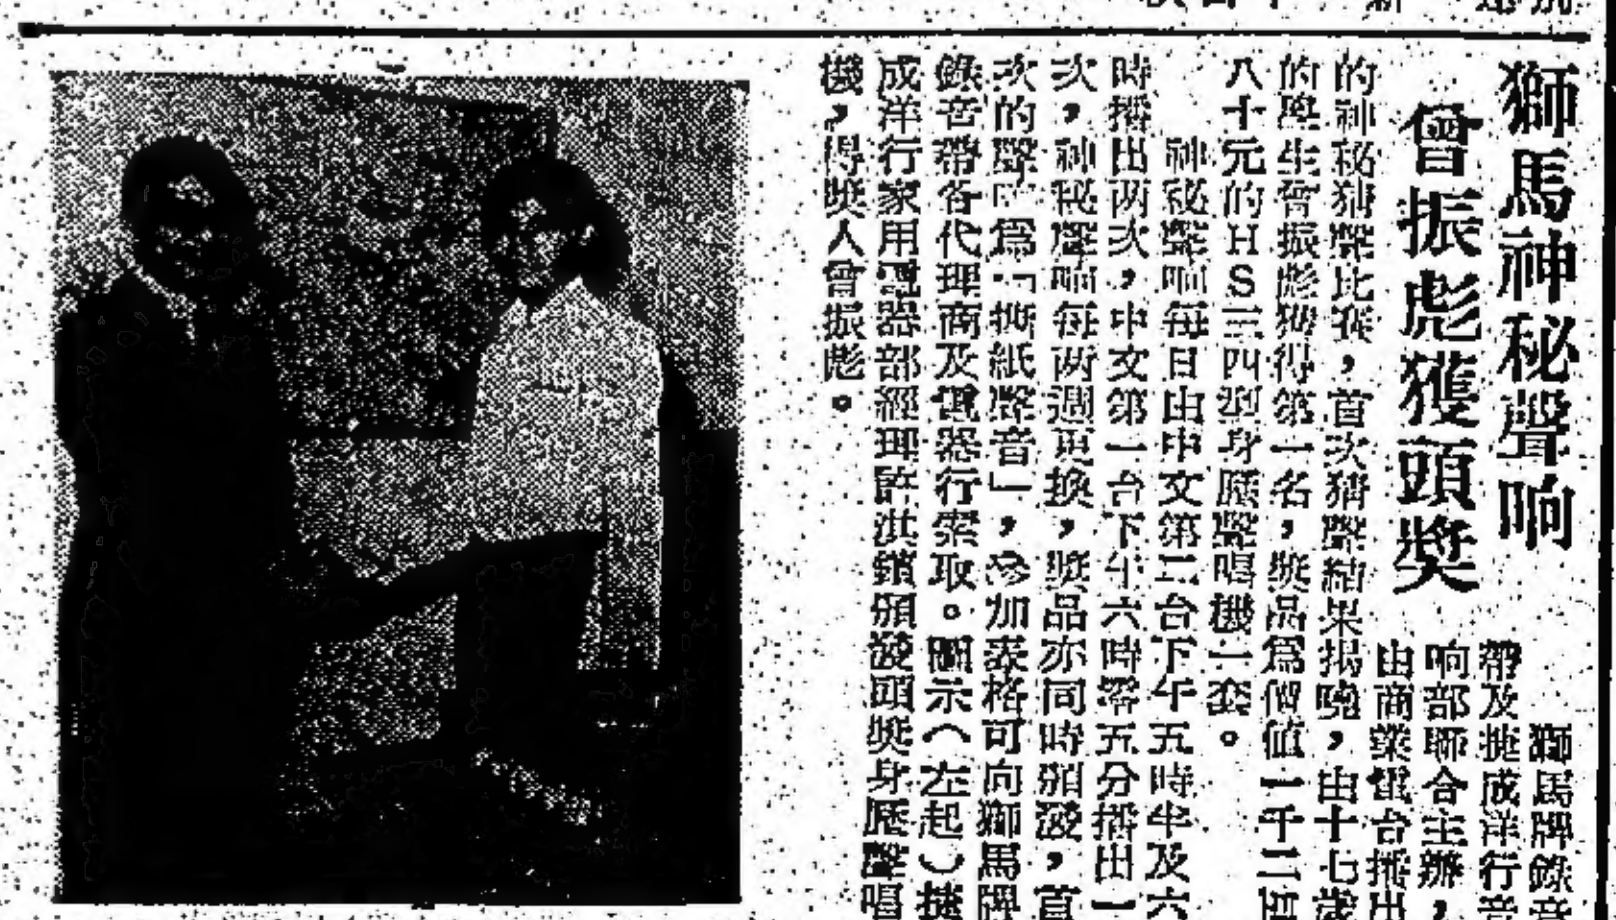 獅馬神秘聲响
曾振彪獲頭獎
獅馬牌錄音
帶及捷成洋行音
响部聯合主辦，
由商業電台播出
的神秘猜聲比賽，首次猜聲結果揭曉，由十七歲
的學生曾振彪獲得第一名，獎品爲價值一千二百
八十元的HS三四型身歷聲唱機一套。
神秘聲响每日由中文第二台下午五時半及六
時播出两次，中文第一台下午六時零五分播出一
次，神秘聲响每两週更換，獎品亦同時頒發，首
次的聲响爲「撕紙聲音」，參加表格可向獅馬牌
錄音帶各代理商及電器行索取。圖示（左起）捷
成洋行家用電器部經理許洪鎖頒發頭獎身歷聲唱
機，得獎人曾振彪。